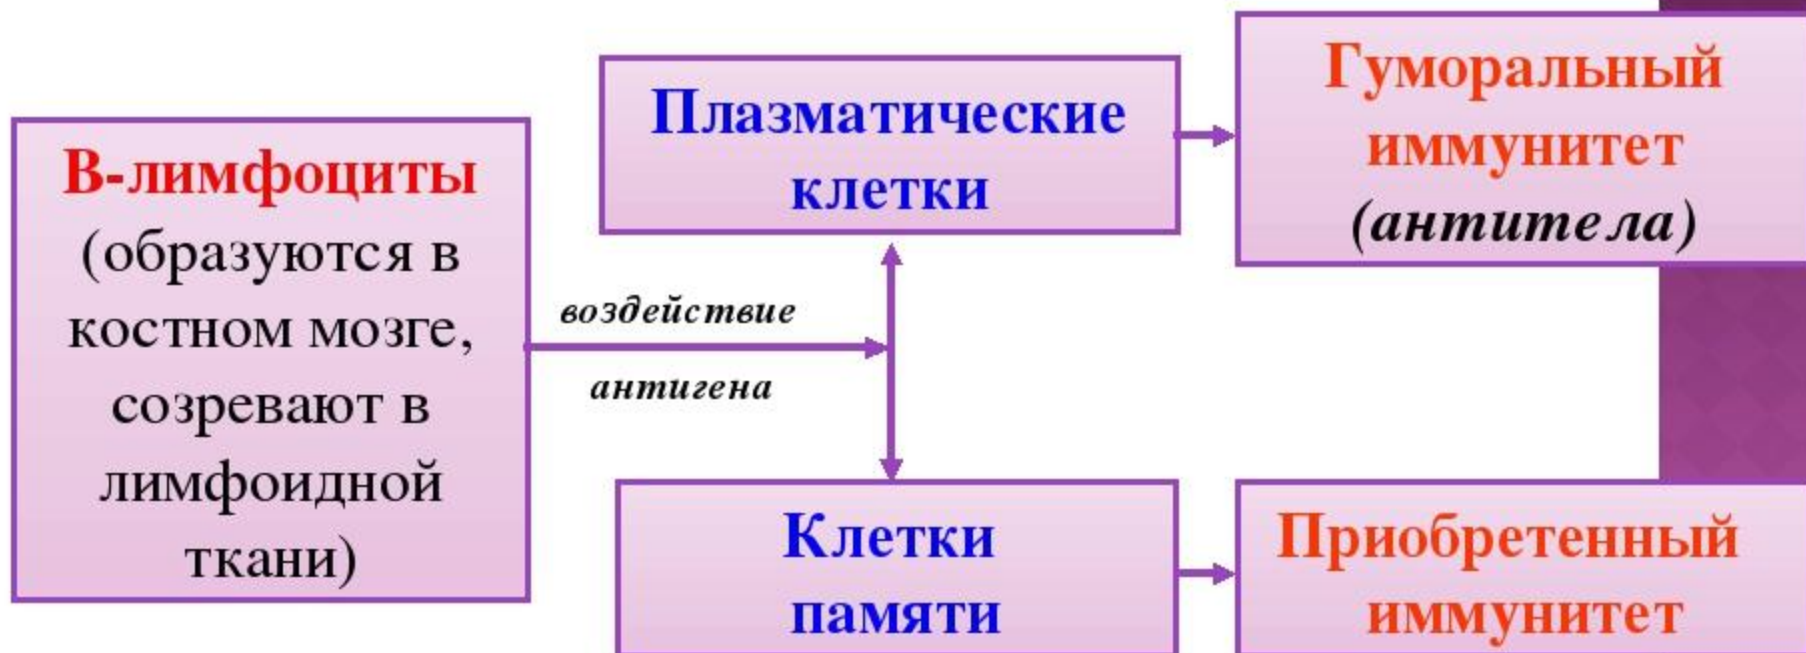 В-лимфоциты
(образуются в
костном мозге,
созревают в
лимфоидной
ткани)
воздействие
антигена
Плазматические
клетки
Гуморальный
иммунитет
(антитела)
Клетки
памяти
Приобретенный
иммунитет